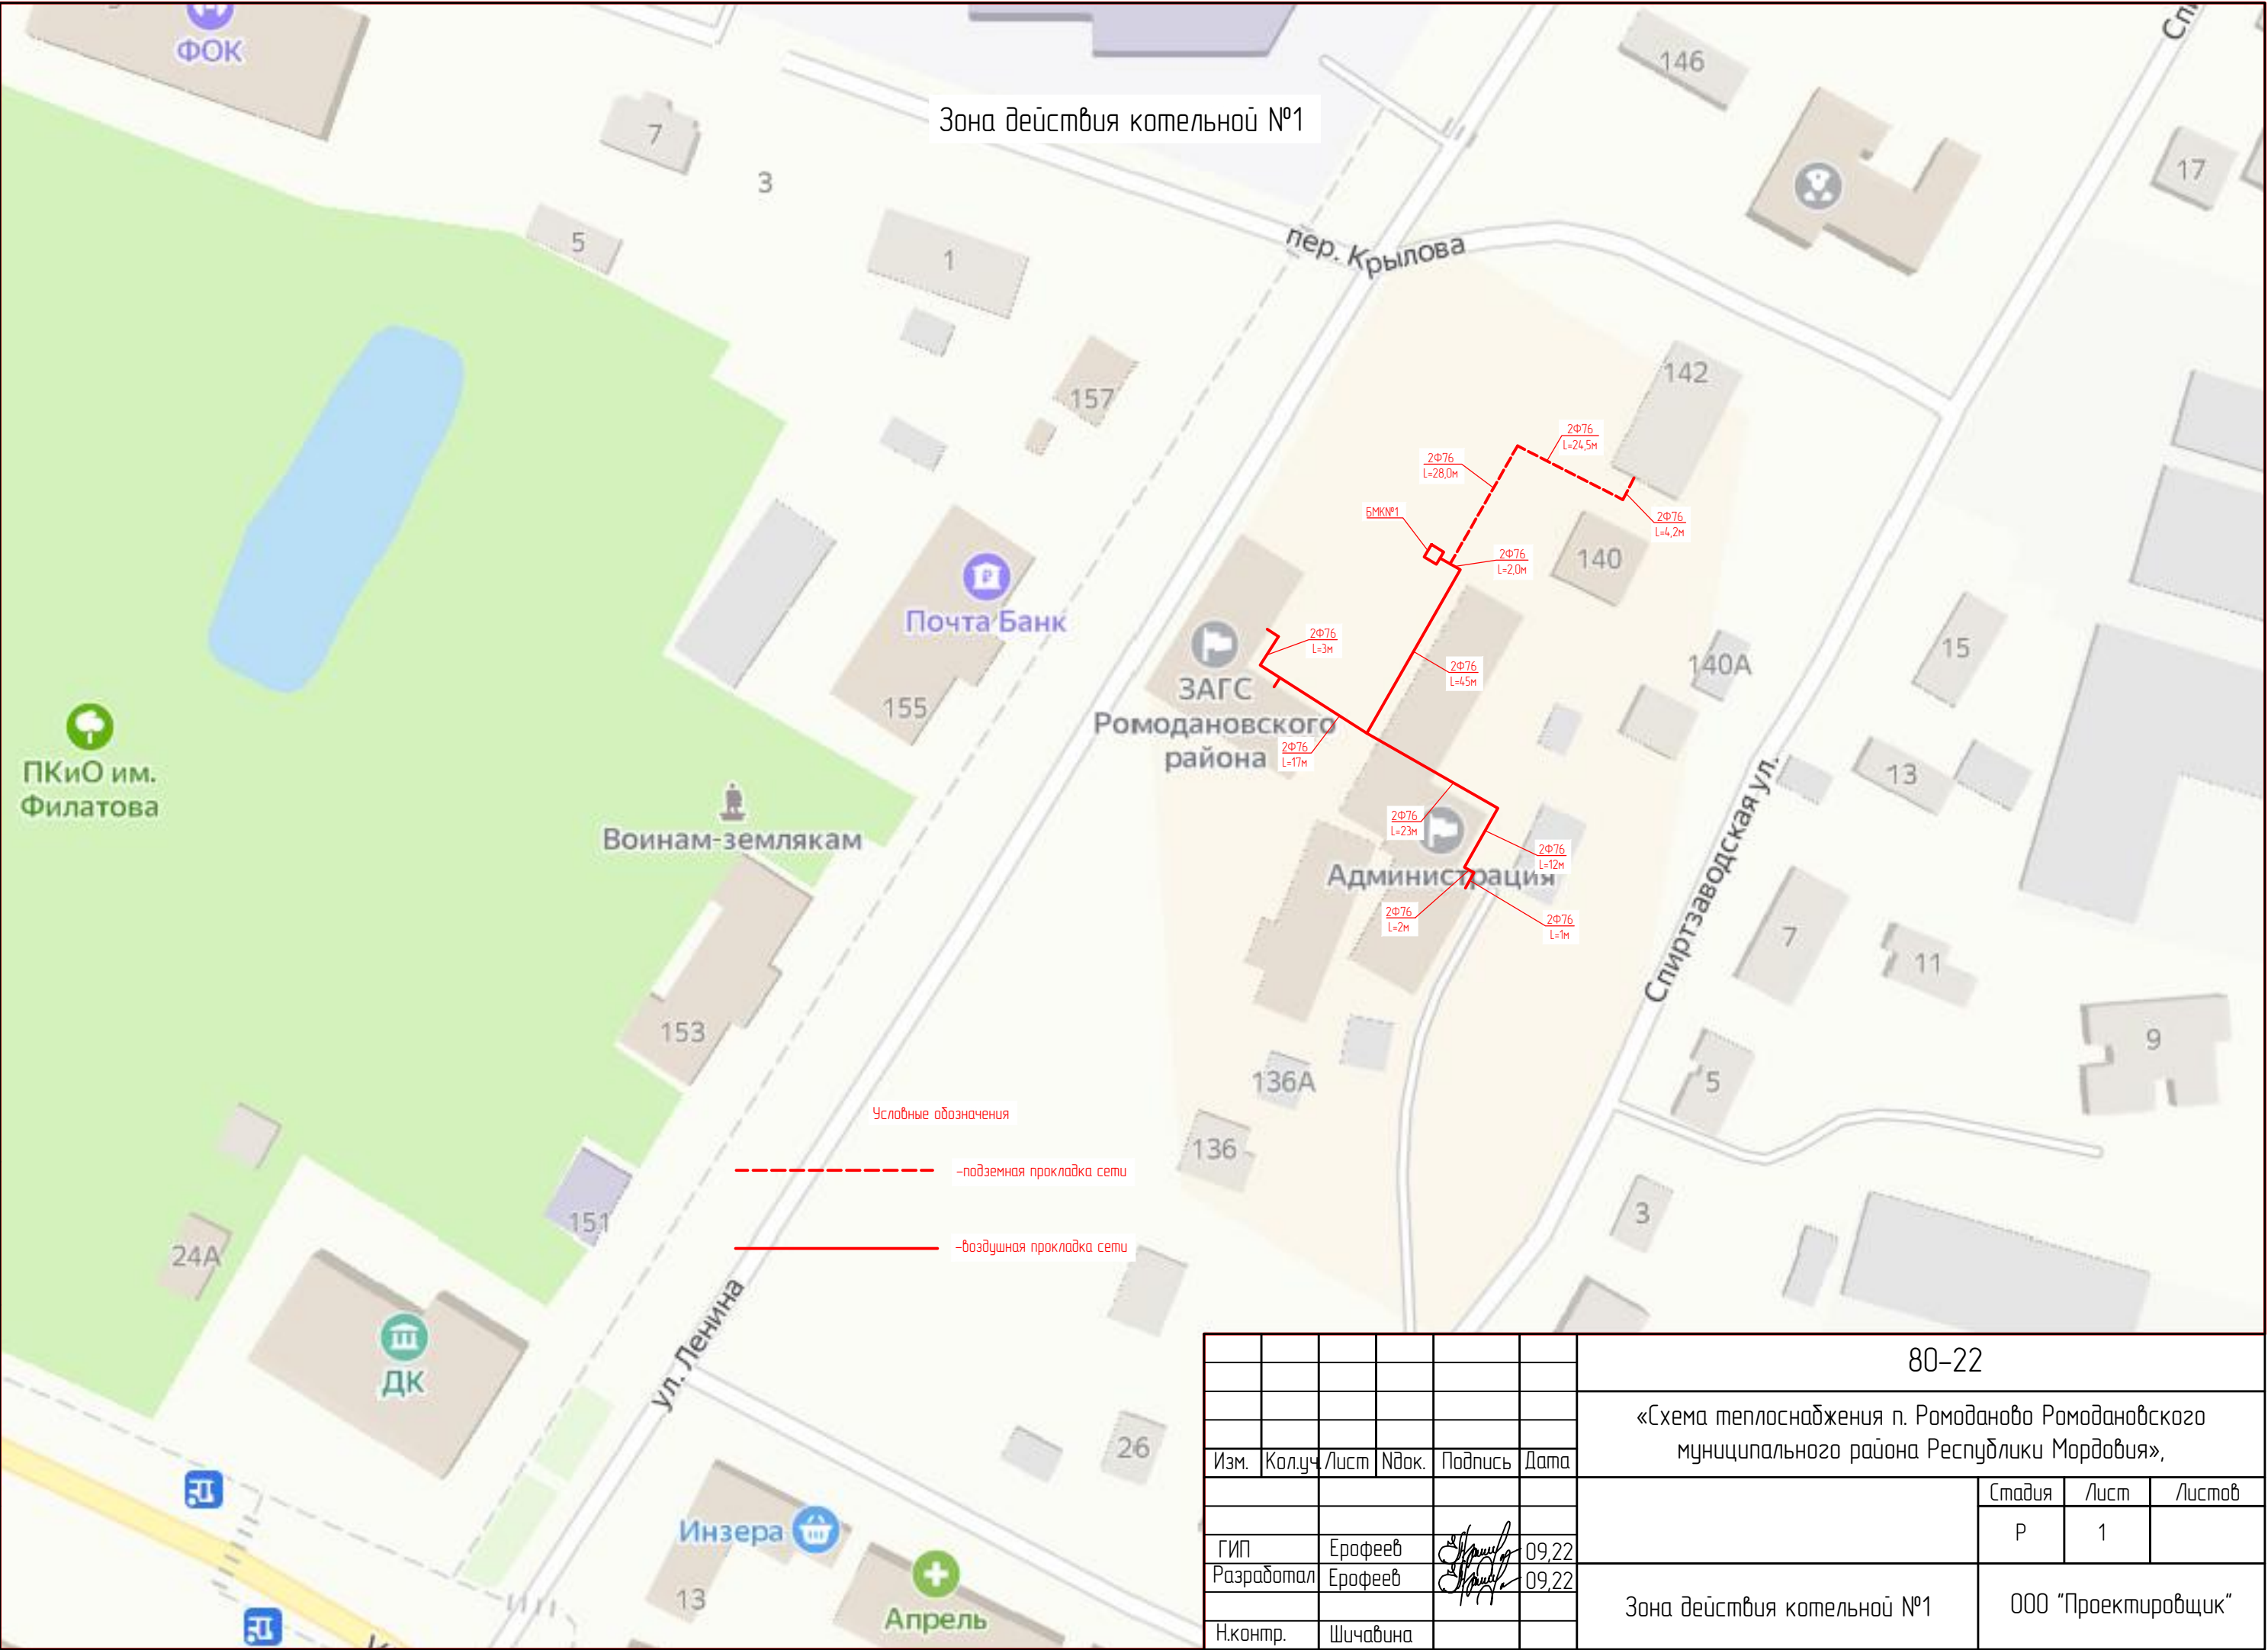 ФОК
146
Зона действия котельной №1
7
3
17
5
1
пер. Крылова
142
157
2Ф76
L=24,5м
2Ф76
L=28,0м
БМК№1
2Ф76
L=4,2м
2Ф76
L=2,0м
140
Почта Банк
155
2Ф76
L=3м
2Ф76
L=45м
140А
15
ЗАГС
Ромодановского
района
2Ф76
L=17м
13
ПКиО им.
Филатова
Воинам-землякам
2Ф76
L=23м
Администрация
2Ф76
L=12м
2Ф76
L=2м
2Ф76
L=1м
Спиртзаводская ул.
7
11
153
9
5
136А
136
Условные обозначения
-подземная прокладка сети
-воздушная прокладка сети
151
24А
3
ДК
ул. Ленина
26
Инзера
13
Апрель
80-22
«Схема теплоснабжения п. Ромоданово Ромодановского
муниципального района Республики Мордовия»,
Изм. Кол.уч Лист Nдок. Подпись Дата
Стадия Лист Листов
Р 1
ГИП Ерофеев 09,22
Разработал Ерофеев 09,22
Зона действия котельной №1
ООО "Проектировщик"
Н.контр. Шичавина